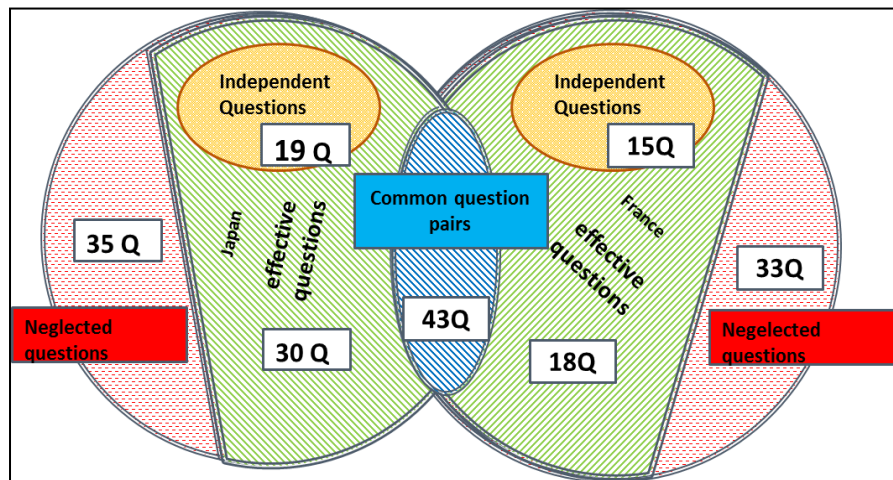 Independent
Questions
19 Q
Independent
Questions
15Q
Common question
pairs
Japan
effective
questions
France
effective
questions
35 Q
33Q
Neglected
questions
43Q
Negelected
questions
30 Q
18Q